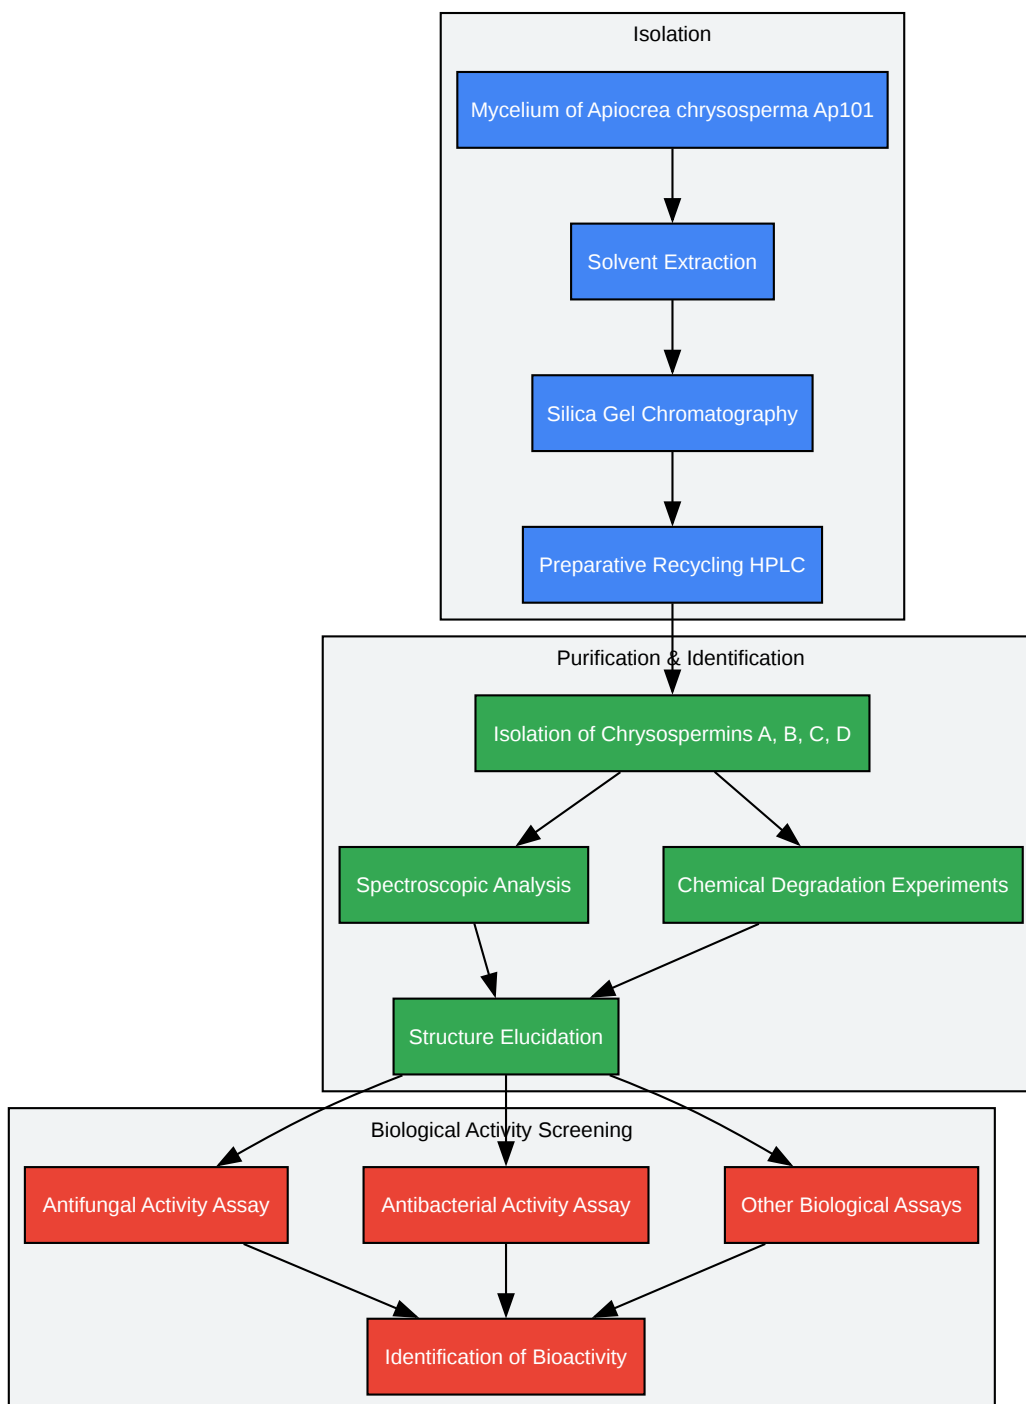 Isolation
Mycelium of Apiocrea chrysosperma Ap101
Solvent Extraction
Silica Gel Chromatography
Preparative Recycling HPLC
Purification & Identification
Isolation of Chrysospermins A, B, C, D
Spectroscopic Analysis
Chemical Degradation Experiments
Structure Elucidation
Biological Activity Screening
Antifungal Activity Assay
Antibacterial Activity Assay
Other Biological Assays
Identification of Bioactivity